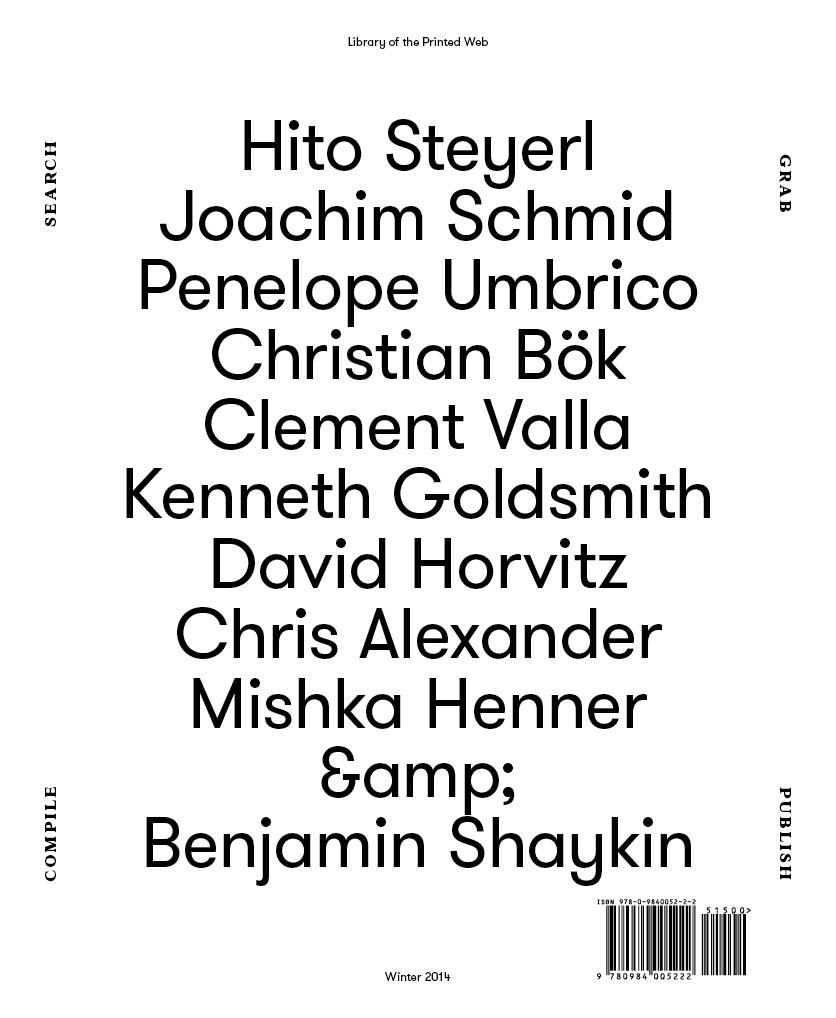 Library of the Printed Web
SEARCH
GRAB
Hito Steyerl
Joachim Schmid
Penelope Umbrico
Christian Bök
Clement Valla
Kenneth Goldsmith
David Horvitz
Chris Alexander
Mishka Henner
&amp;amp;
Benjamin Shaykin
COMPILE
PUBLISH
ISBN 978-0-9840052-2-2
51500>
9 780984 005222
Winter 2014